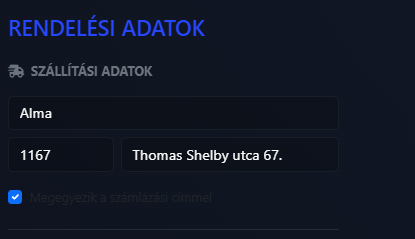 RENDELÉSI ADATOK
SZÁLLÍTÁSI ADATOK
Alma
1167 Thomas Shelby utca 67.
Megegyezik a számlázási címmel